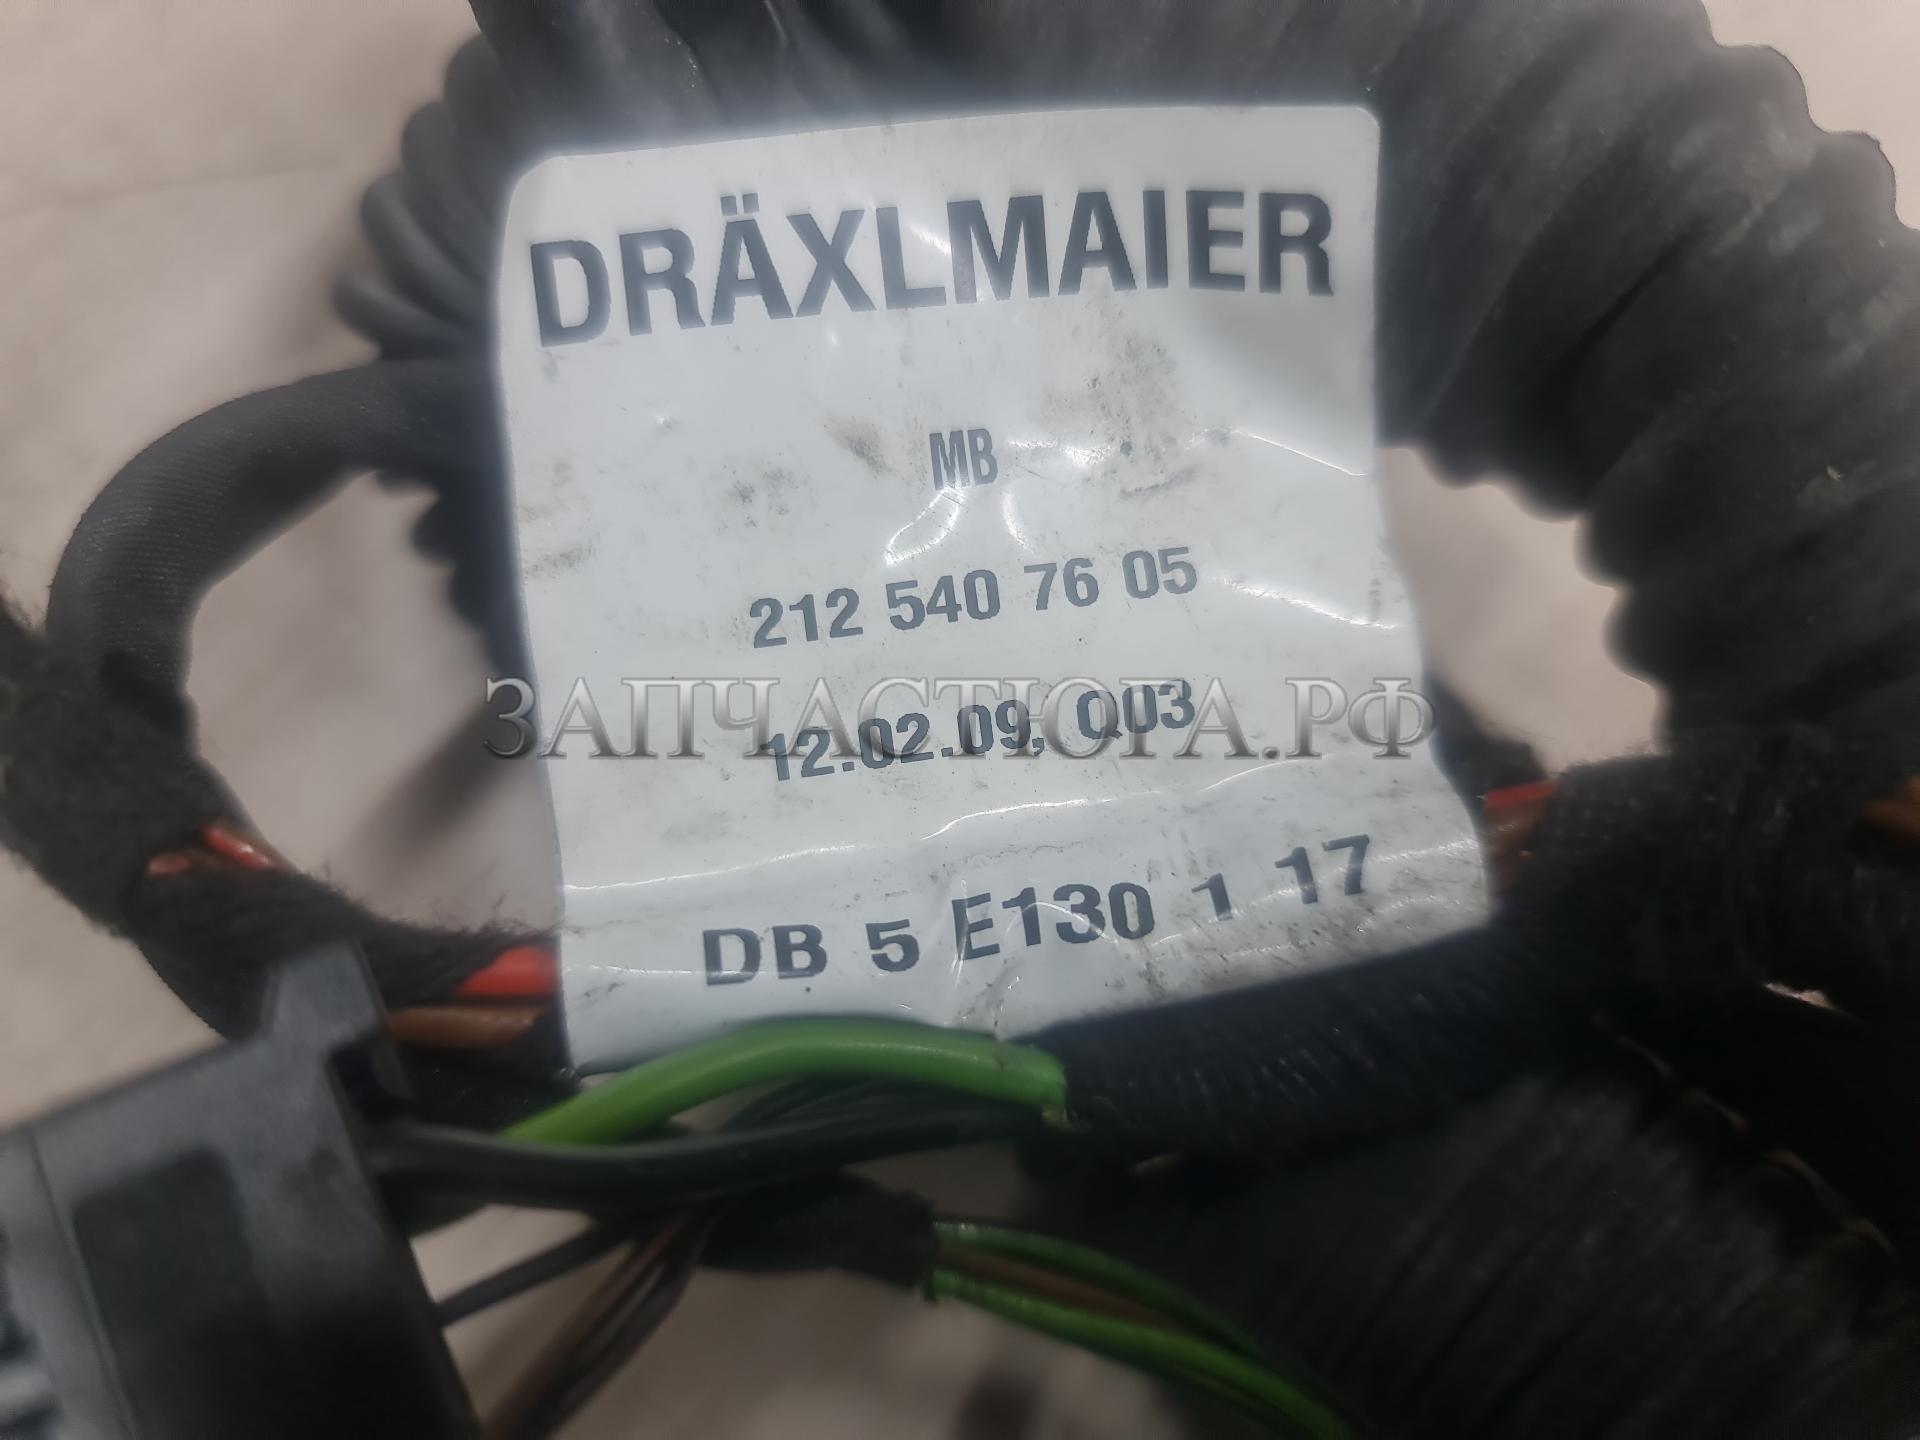 DRÄXLMAIER
MB
212 540 76 05
ЗАПЧАСТЮГА.РФ
12.02.09, Q03
DB 5 E130 1 17